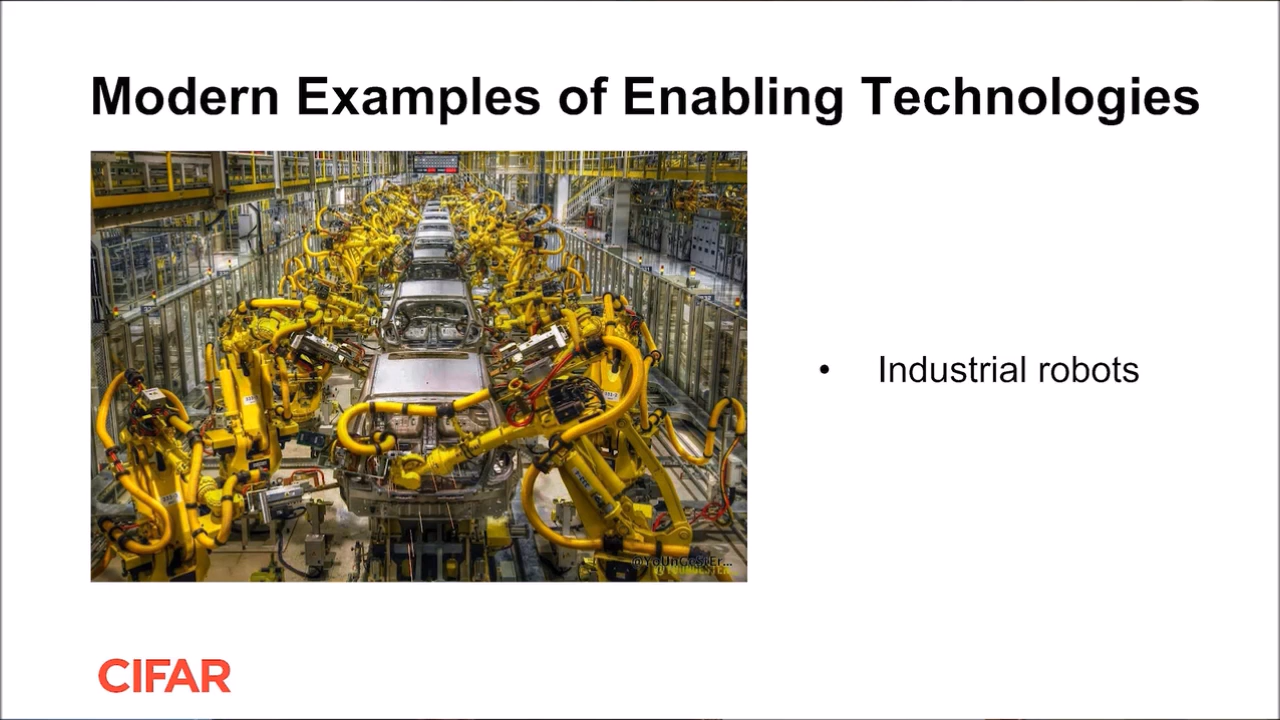 Modern Examples of Enabling Technologies
• Industrial robots
CIFAR